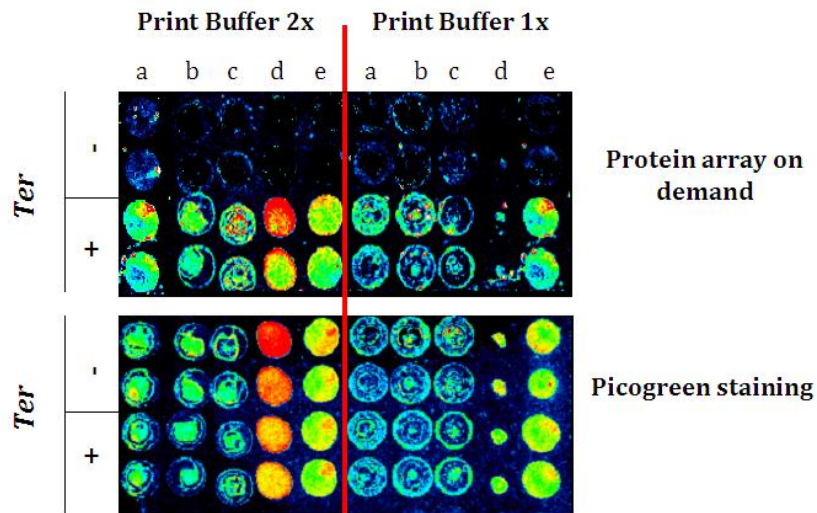 Print Buffer 2x Print Buffer 1x
a b c d e a b c d e
Ter - +
Protein array on
demand
Ter - +
Picogreen staining